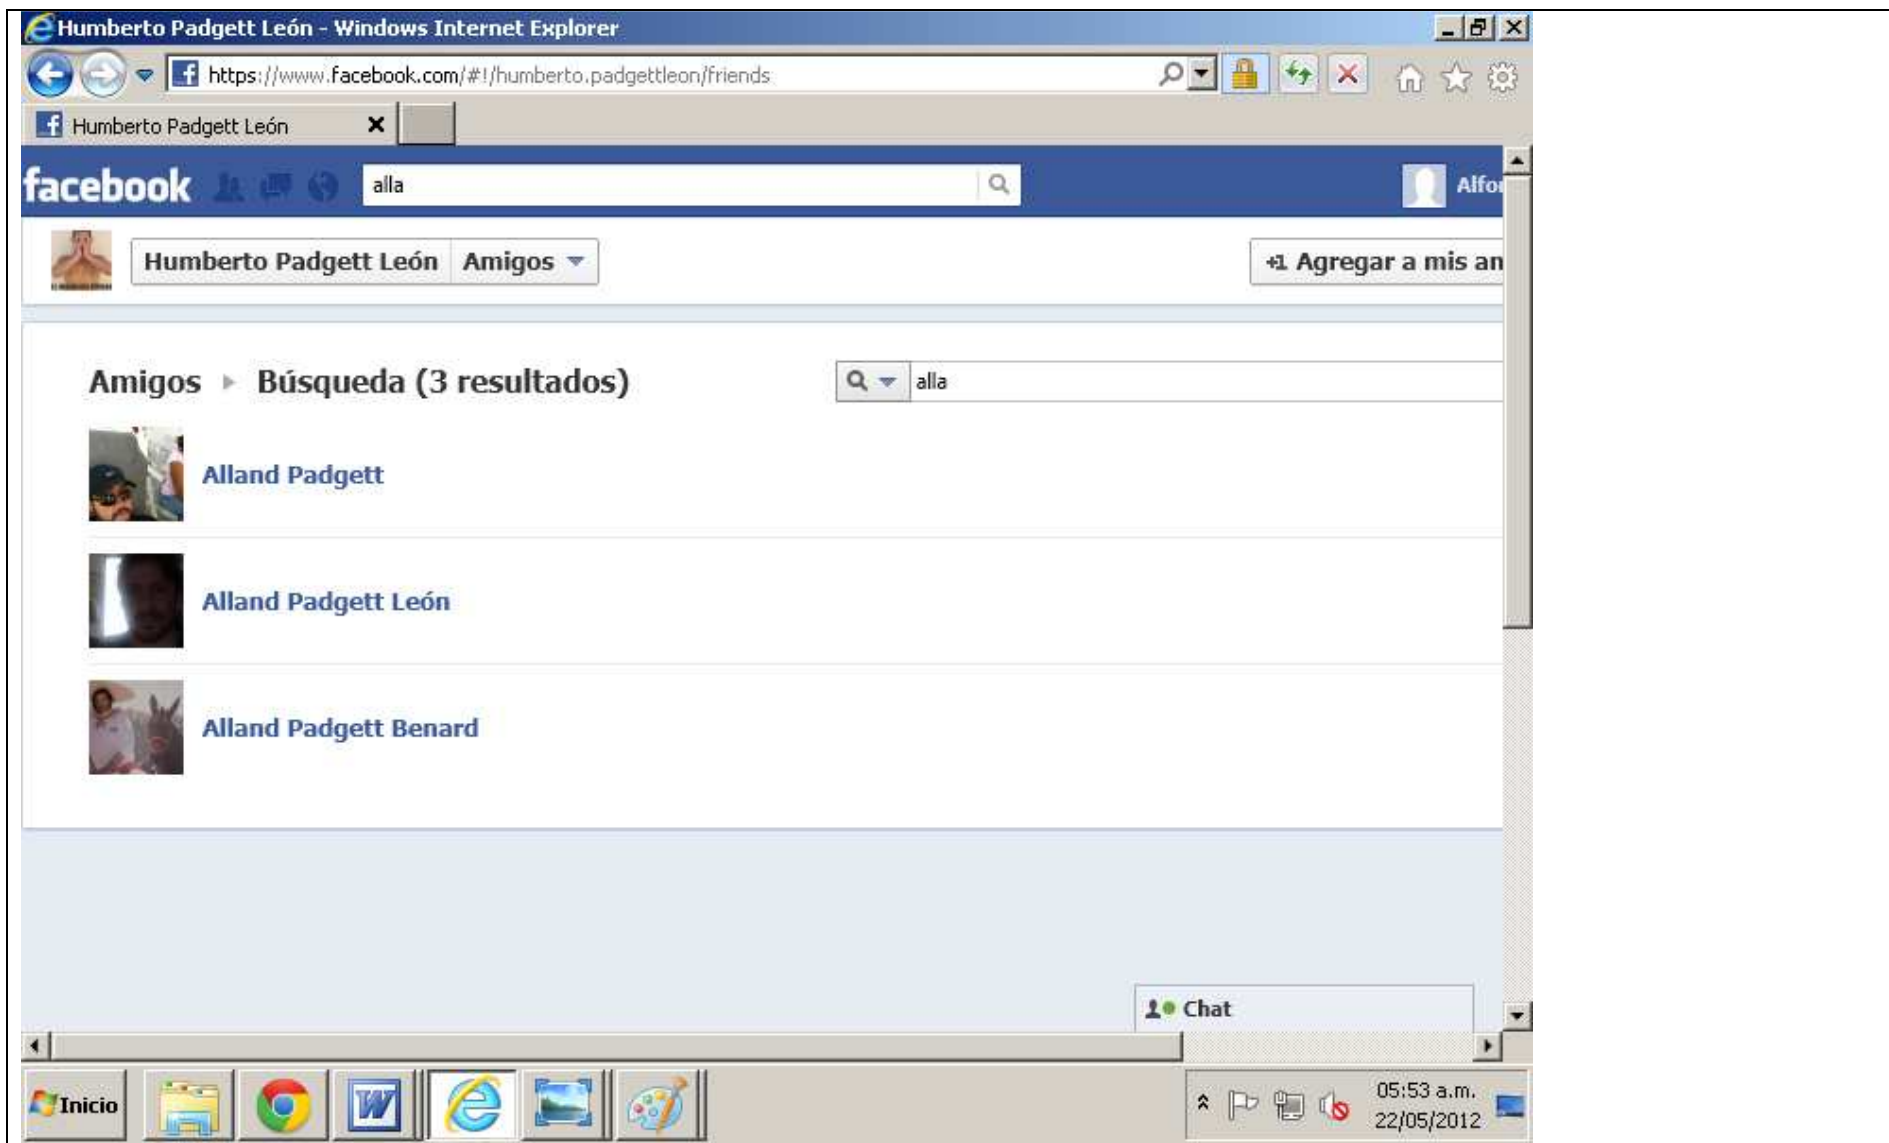 Humberto Padgett León - Windows Internet Explorer
https://www.facebook.com/#!/humberto.padgettleon/friends
Humberto Padgett León
facebook alla Alfo
Humberto Padgett León Amigos +1 Agregar a mis an
Amigos Búsqueda (3 resultados) alla
Alland Padgett
Alland Padgett León
Alland Padgett Benard
Chat
Inicio 05:53 a.m.
22/05/2012